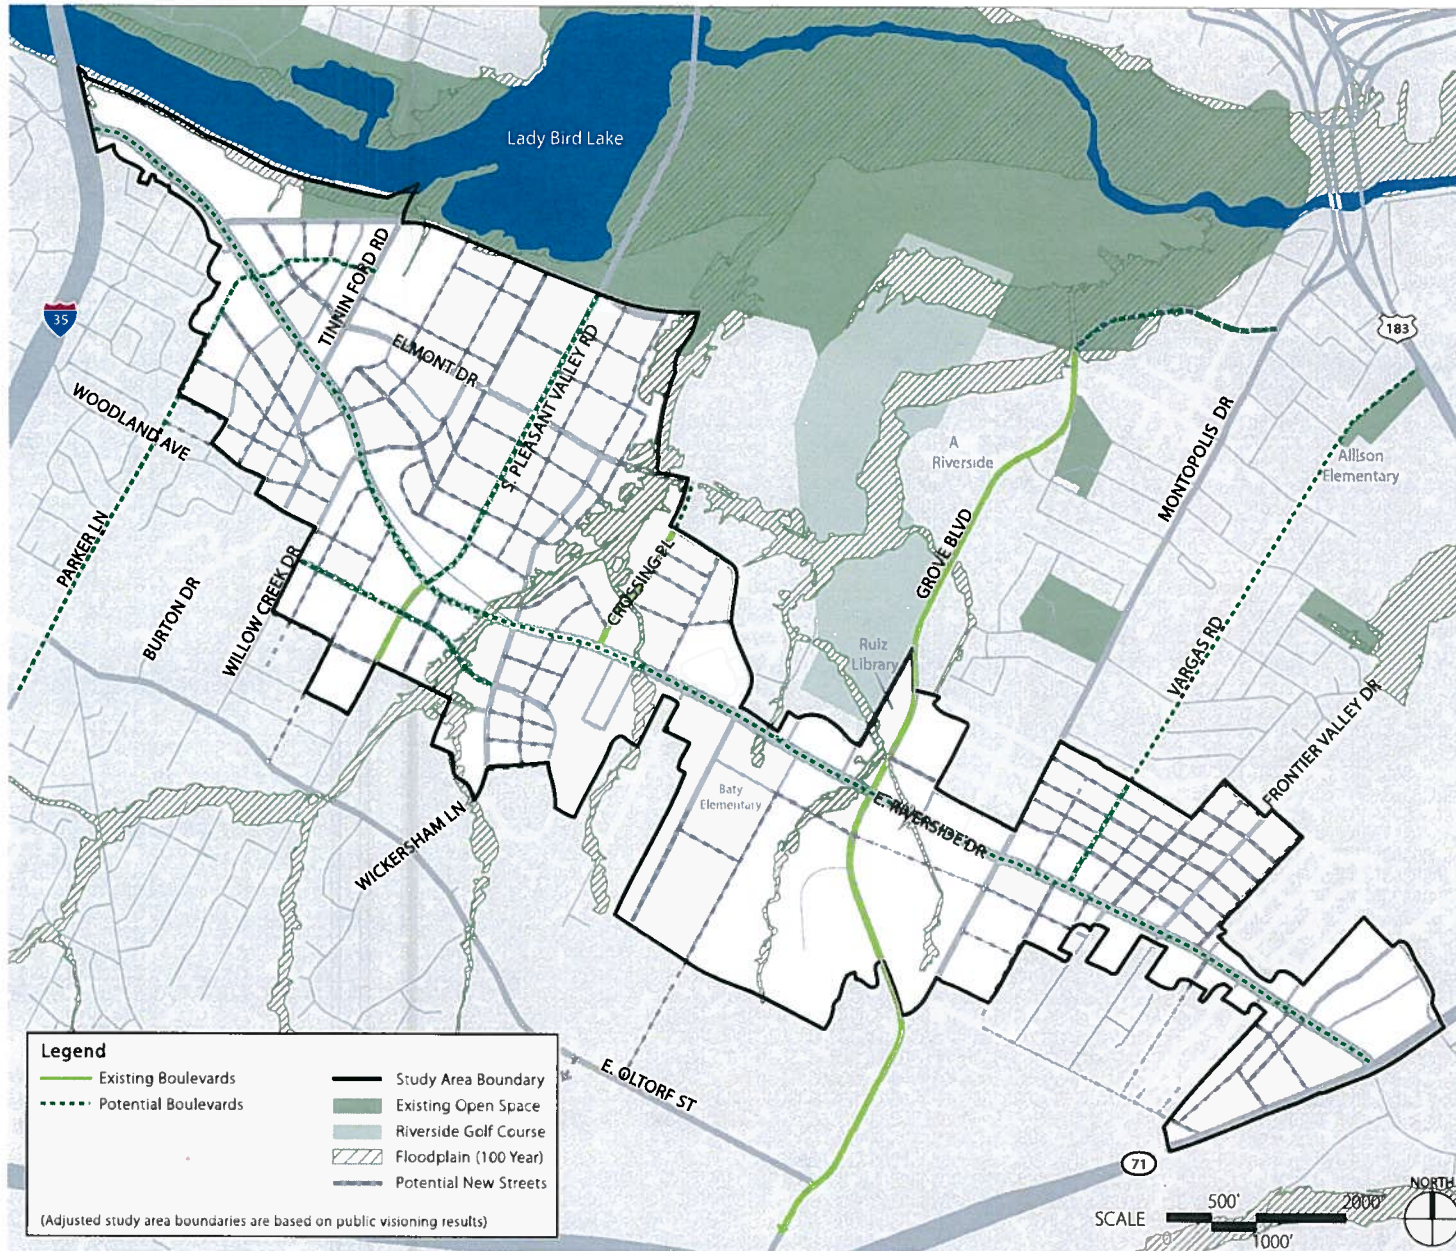 Lady Bird Lake
35
183
TINNIN FORD RD
ELMONT DR
S. PLEASANT VALLEY RD
WOODLAND AVE
PARKER LN
BURTON DR
WILLOW CREEK DR
CROSSING PL
A
Riverside
GROVE BLVD
MONTOPOLIS DR
Allison
Elementary
Ruiz
Library
VARGAS RD
FRONTIER VALLEY DR
Baty
Elementary
E. RIVERSIDE DR
WICKERSHAM LN
E. OLTORF ST
71
Legend
Existing Boulevards
Potential Boulevards
Study Area Boundary
Existing Open Space
Riverside Golf Course
Floodplain (100 Year)
Potential New Streets
(Adjusted study area boundaries are based on public visioning results)
NORTH
SCALE
500'
2000'
0
1000'